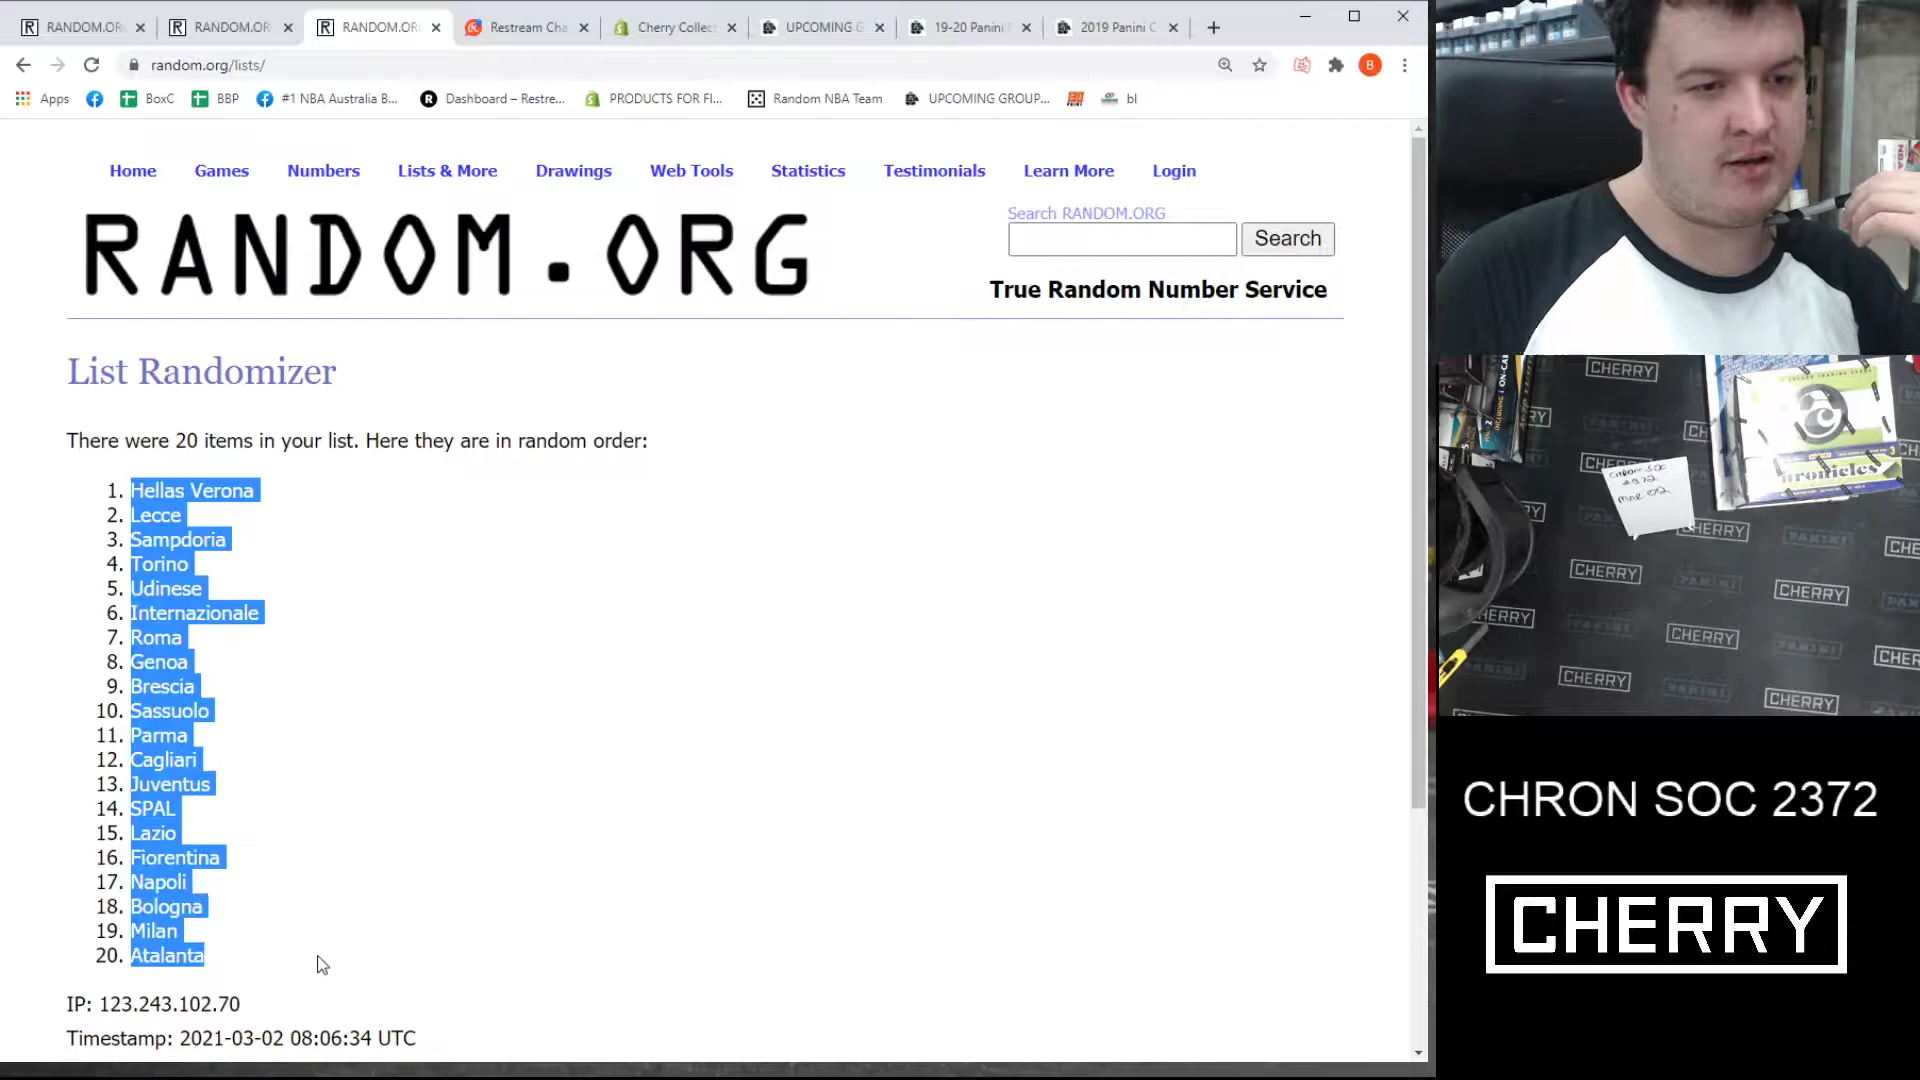 RANDOM.OR
RANDOM.OR
RANDOM.OR
Restream Cha
Cherry Collect
UPCOMING G
19-20 Panini C
2019 Panini C
random.org/lists/
B
Apps
BoxC
BBP
#1 NBA Australia B...
Dashboard – Restre...
PRODUCTS FOR FI...
Random NBA Team
UPCOMING GROUP...
bl
Home
Games
Numbers
Lists & More
Drawings
Web Tools
Statistics
Testimonials
Learn More
Login
RANDOM.ORG
Search RANDOM.ORG
Search
True Random Number Service
List Randomizer
There were 20 items in your list. Here they are in random order:
1. Hellas Verona
2. Lecce
3. Sampdoria
4. Torino
5. Udinese
6. Internazionale
7. Roma
8. Genoa
9. Brescia
10. Sassuolo
11. Parma
12. Cagliari
13. Juventus
14. SPAL
15. Lazio
16. Fiorentina
17. Napoli
18. Bologna
19. Milan
20. Atalanta
IP: 123.243.102.70
Timestamp: 2021-03-02 08:06:34 UTC
CHERRY
CHRON SOC
2372
MAR 02
CHERRY
CHERRY
CHERRY
CHERRY
CHERRY
CHERRY
CHERRY
CHRON SOC 2372
CHERRY